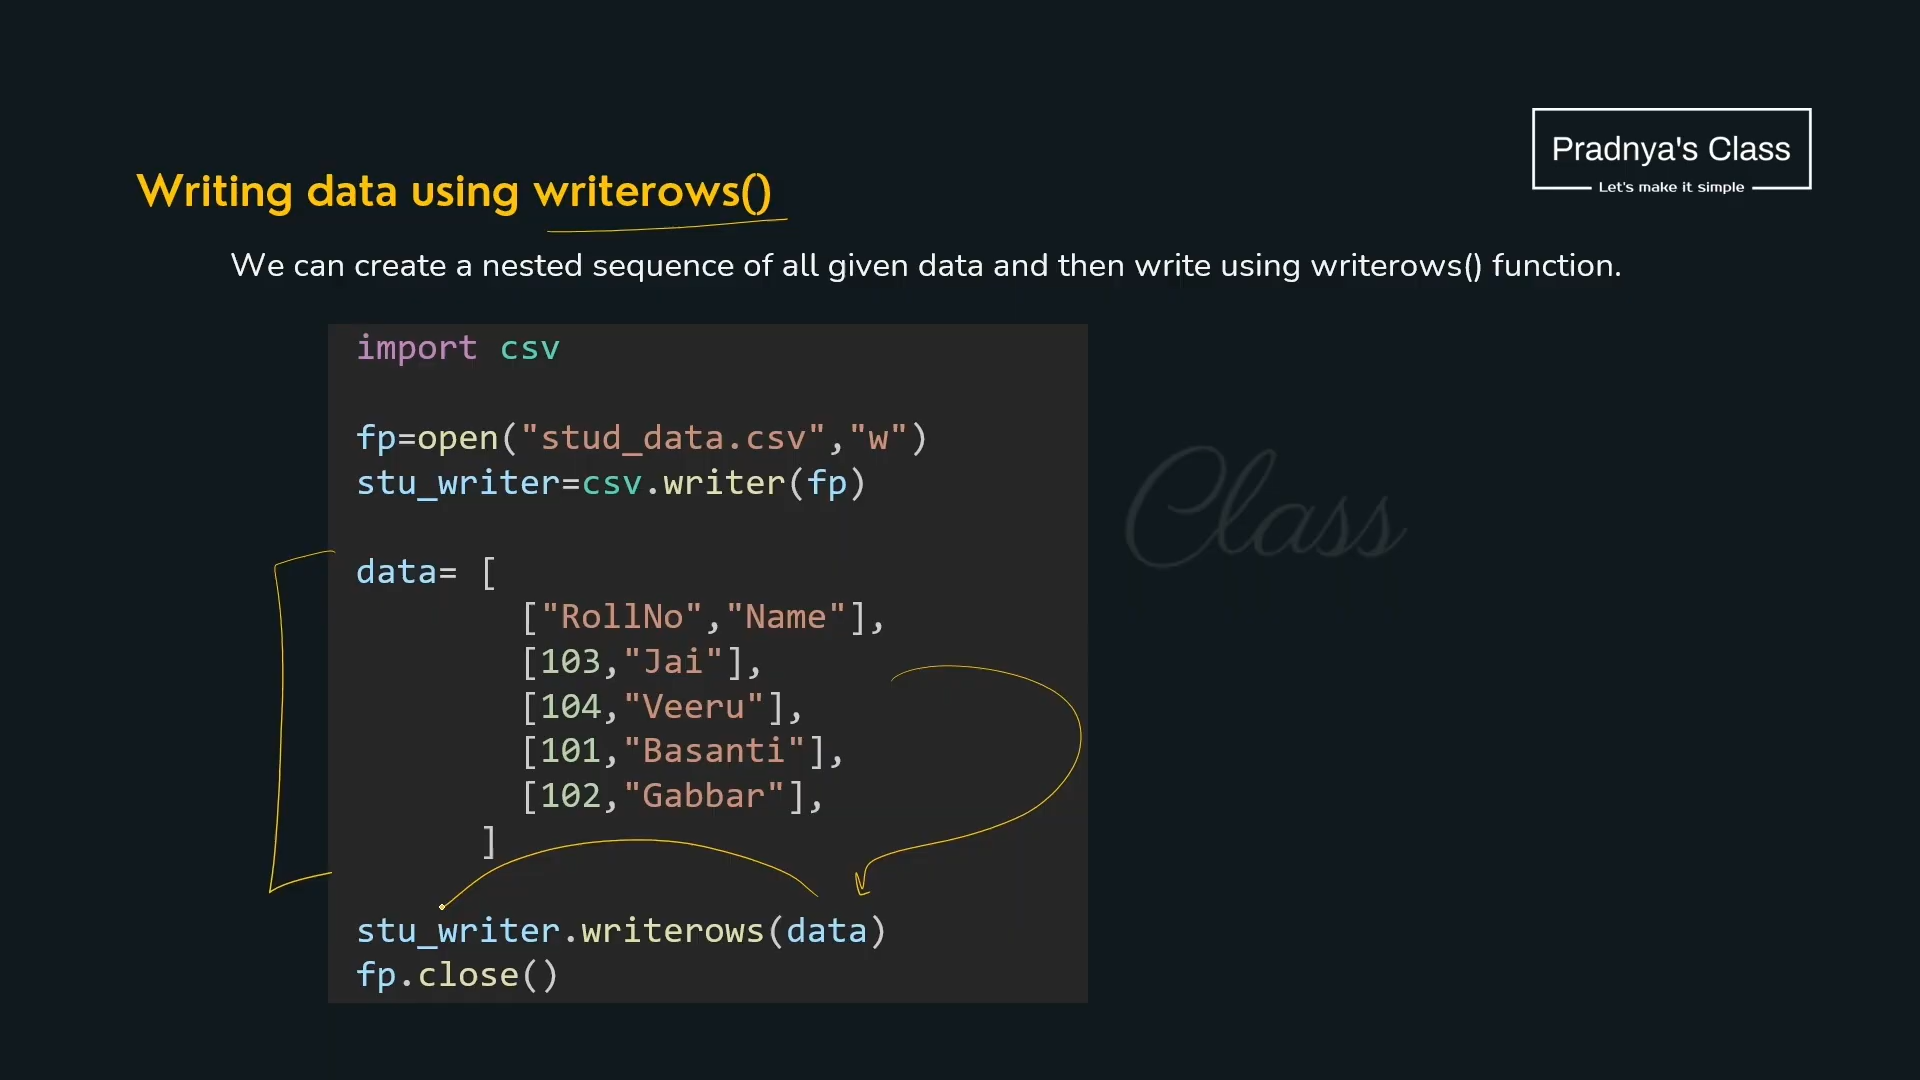 Pradnya's Class
Let's make it simple
Writing data using writerows()
We can create a nested sequence of all given data and then write using writerows() function.
import csv
fp=open("stud_data.csv","w")
stu_writer=csv.writer(fp)
Class
data= [
["RollNo","Name"],
[103,"Jai"],
[104,"Veeru"],
[101,"Basanti"],
[102,"Gabbar"],
]
stu_writer.writerows(data)
fp.close()